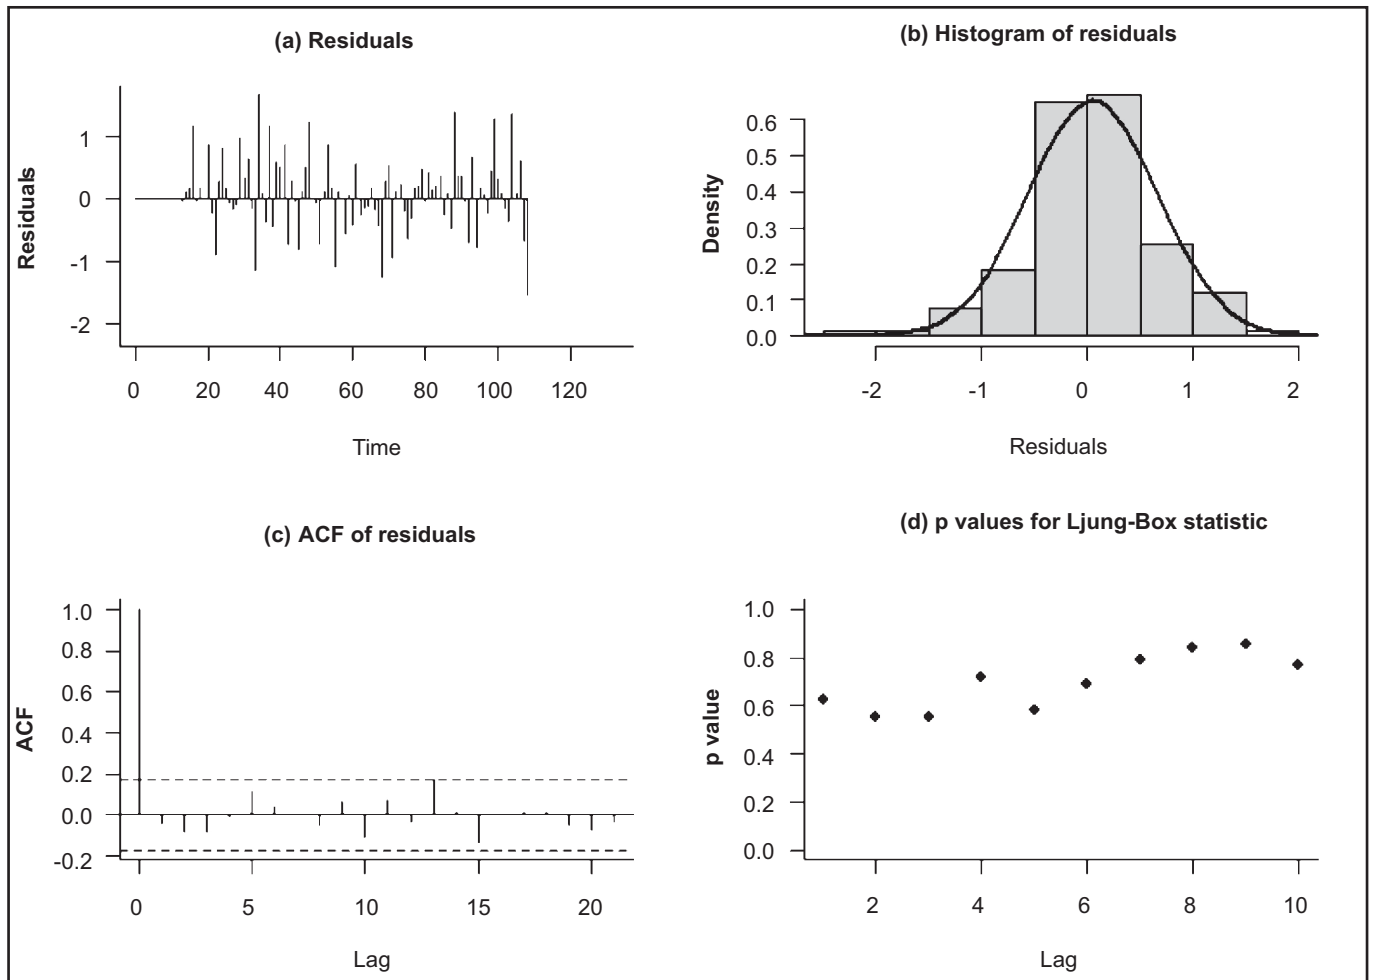 (a) Residuals
Residuals
1
0
-1
-2
0 20 40 60 80 100 120
Time
(b) Histogram of residuals
Density
0.6
0.5
0.4
0.3
0.2
0.1
0.0
-2 -1 0 1 2
Residuals
(c) ACF of residuals
ACF
1.0
0.8
0.6
0.4
0.2
0.0
-0.2
0 5 10 15 20
Lag
(d) p values for Ljung-Box statistic
p value
1.0
0.8
0.6
0.4
0.2
0.0
2 4 6 8 10
Lag